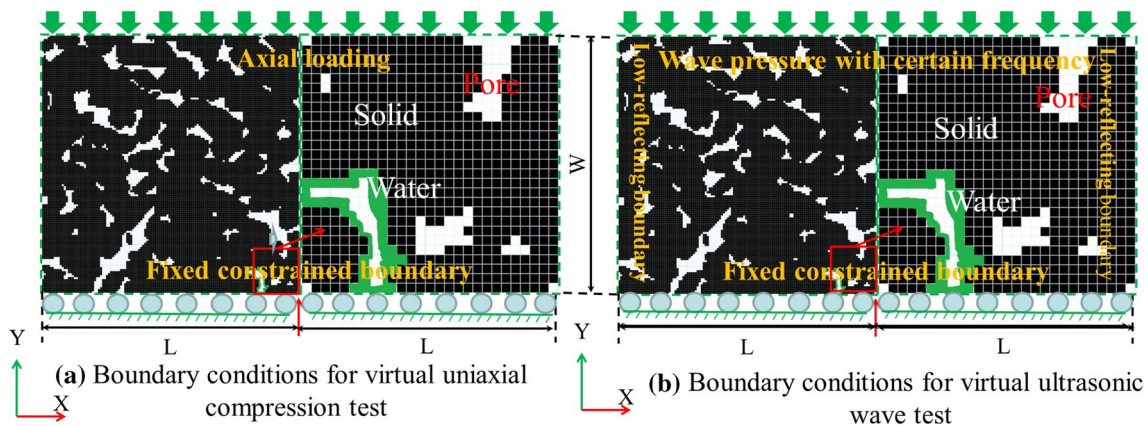 Axial loading
Pore
Solid
Water
Fixed constrained boundary
W
L
L
Y
X
(a) Boundary conditions for virtual uniaxial
compression test
Low-reflecting boundary
Wave pressure with certain frequency
Low-reflecting boundary
Pore
Solid
Water
Fixed constrained boundary
L
L
Y
X
(b) Boundary conditions for virtual ultrasonic
wave test